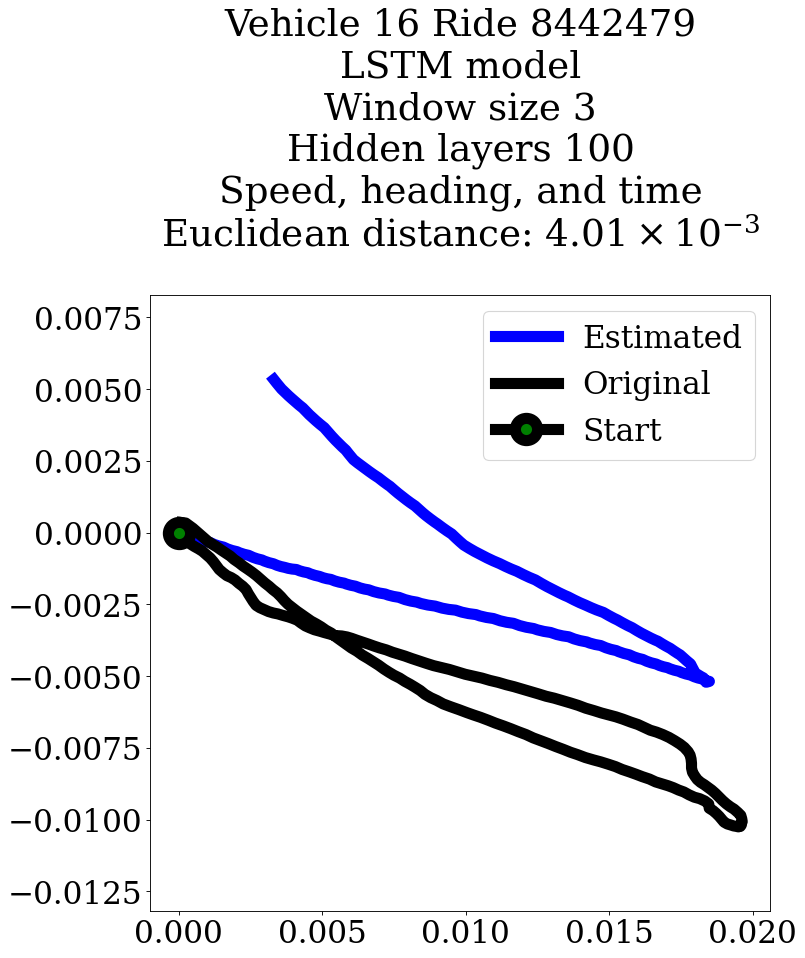 Vehicle 16 Ride 8442479
LSTM model
Window size 3
Hidden layers 100
Speed, heading, and time
Euclidean distance: 4.01 × 10⁻³
Estimated
Original
Start
0.0075
0.0050
0.0025
0.0000
−0.0025
−0.0050
−0.0075
−0.0100
−0.0125
0.000 0.005 0.010 0.015 0.020